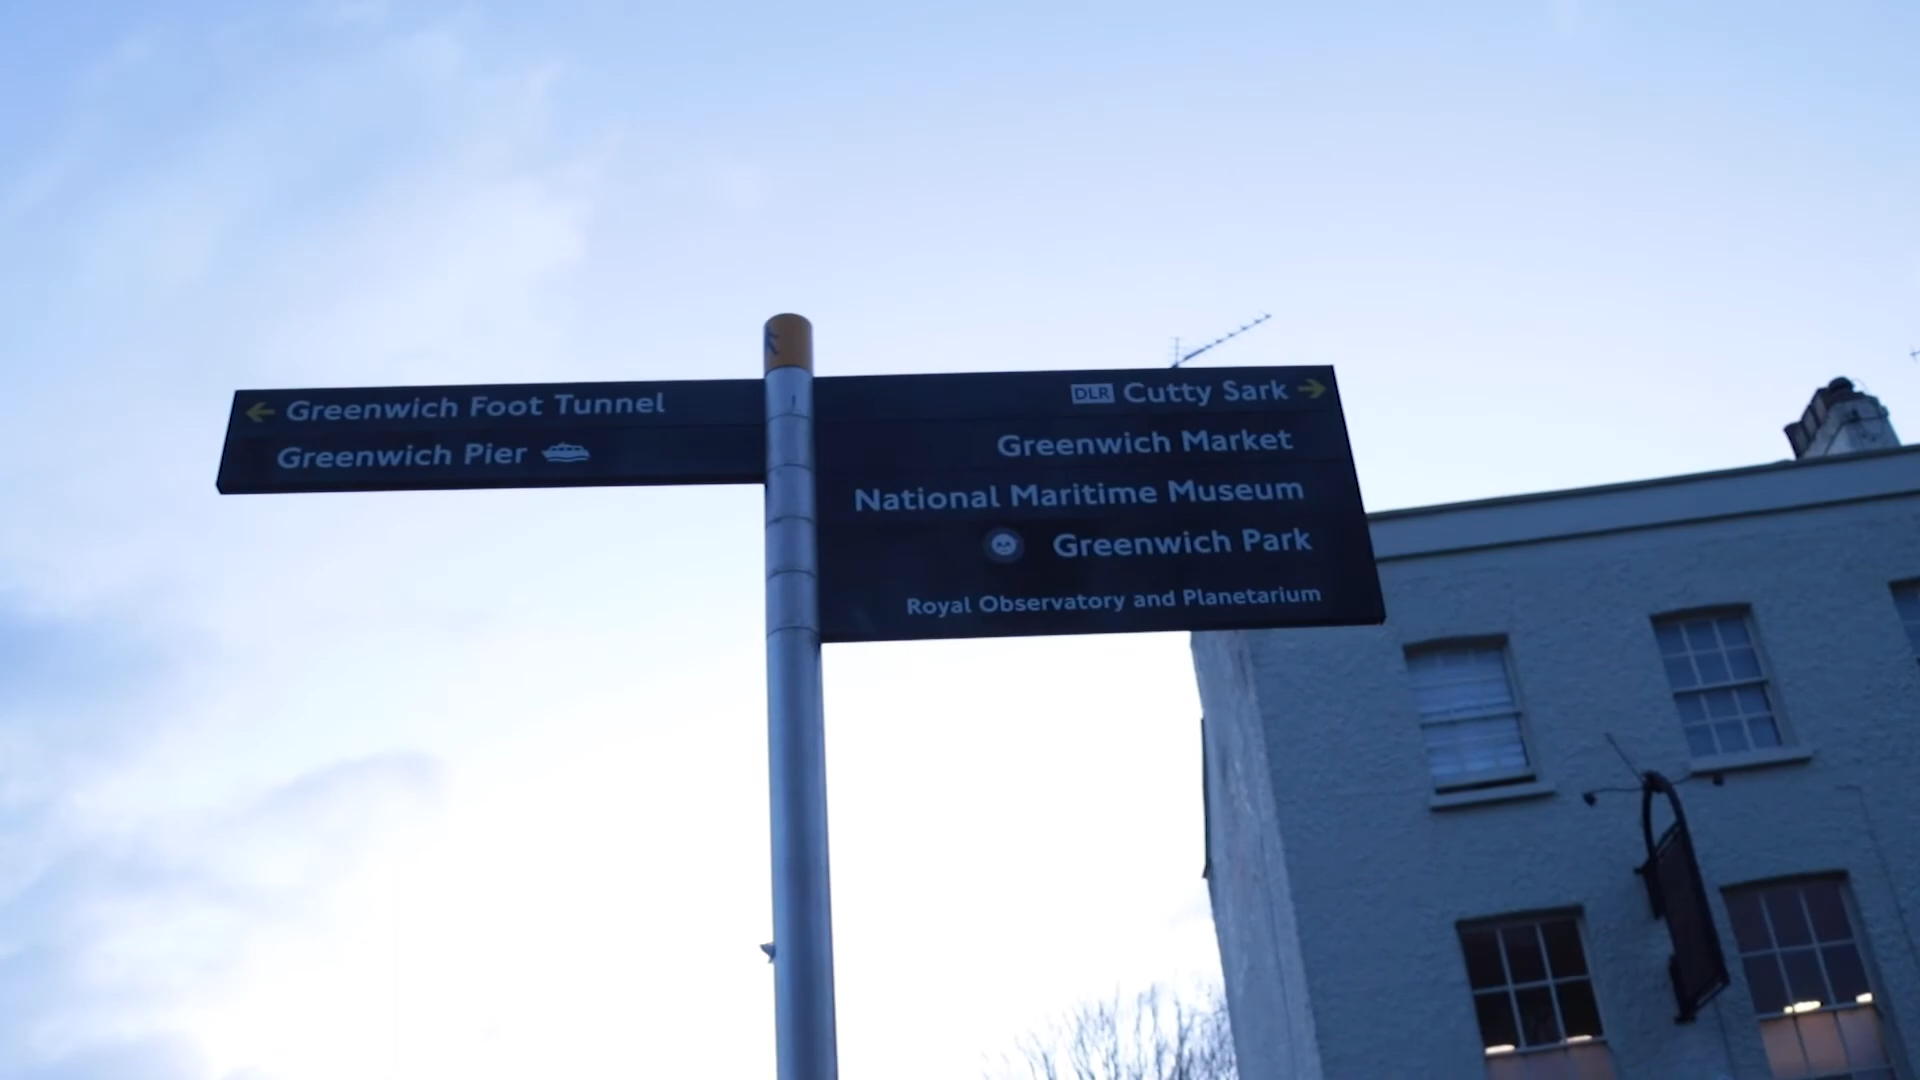 Greenwich Foot Tunnel
Greenwich Pier
DLR Cutty Sark
Greenwich Market
National Maritime Museum
Greenwich Park
Royal Observatory and Planetarium